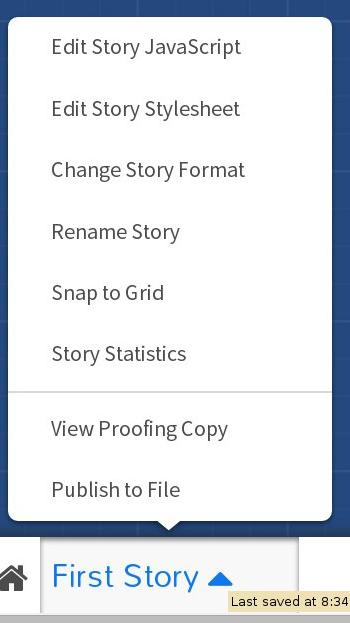 Edit Story JavaScript
Edit Story Stylesheet
Change Story Format
Rename Story
Snap to Grid
Story Statistics
View Proofing Copy
Publish to File
First Story
Last saved at 8:34